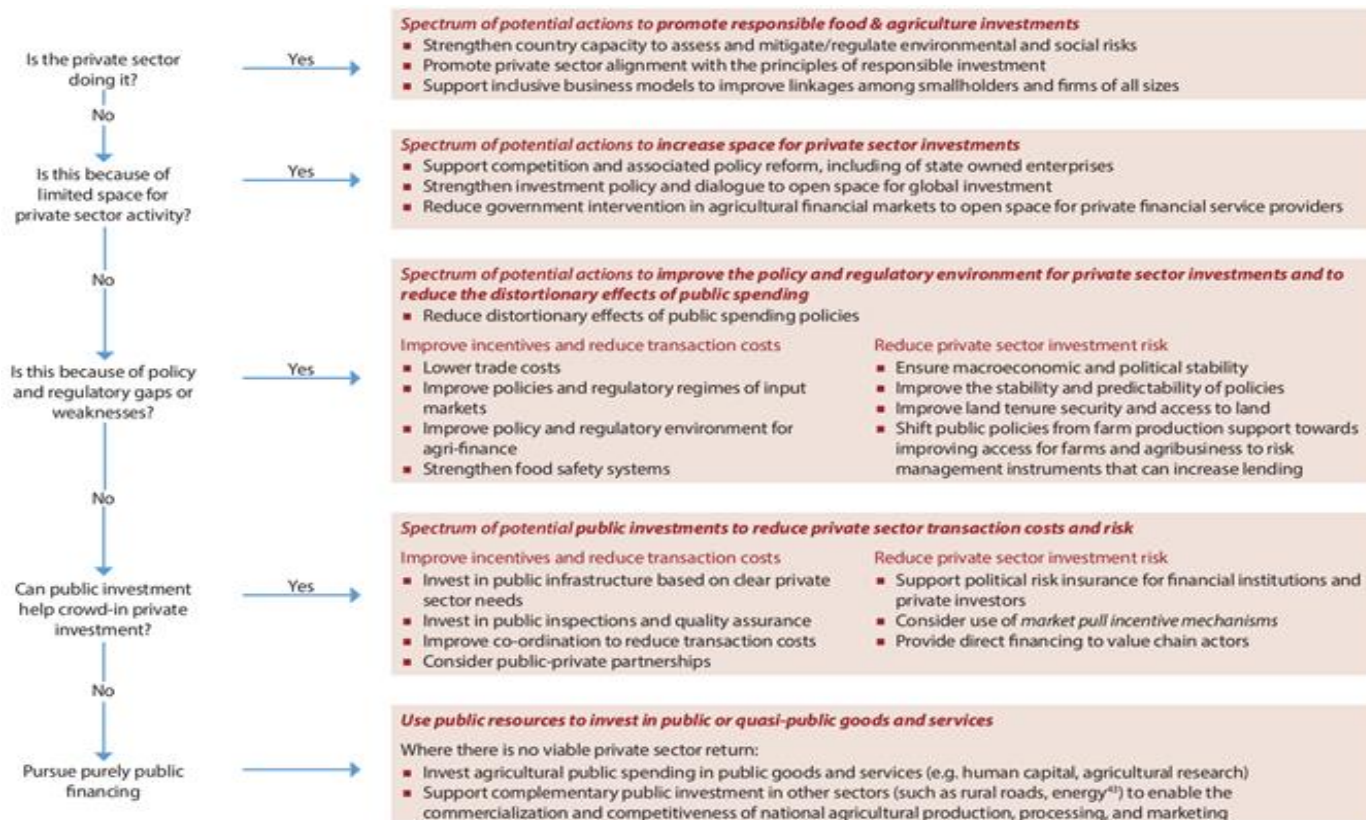 Is the private sector
doing it?
Yes
Spectrum of potential actions to promote responsible food & agriculture investments
▪ Strengthen country capacity to assess and mitigate/regulate environmental and social risks
▪ Promote private sector alignment with the principles of responsible investment
▪ Support inclusive business models to improve linkages among smallholders and firms of all sizes
No
Is this because of
limited space for
private sector activity?
Yes
Spectrum of potential actions to increase space for private sector investments
▪ Support competition and associated policy reform, including of state owned enterprises
▪ Strengthen investment policy and dialogue to open space for global investment
▪ Reduce government intervention in agricultural financial markets to open space for private financial service providers
No
Is this because of policy
and regulatory gaps or
weaknesses?
Yes
Spectrum of potential actions to improve the policy and regulatory environment for private sector investments and to
reduce the distortionary effects of public spending
▪ Reduce distortionary effects of public spending policies
Improve incentives and reduce transaction costs
▪ Lower trade costs
▪ Improve policies and regulatory regimes of input
markets
▪ Improve policy and regulatory environment for
agri-finance
▪ Strengthen food safety systems
Reduce private sector investment risk
▪ Ensure macroeconomic and political stability
▪ Improve the stability and predictability of policies
▪ Improve land tenure security and access to land
▪ Shift public policies from farm production support towards
improving access for farms and agribusiness to risk
management instruments that can increase lending
No
Can public investment
help crowd-in private
investment?
Yes
Spectrum of potential public investments to reduce private sector transaction costs and risk
Improve incentives and reduce transaction costs
▪ Invest in public infrastructure based on clear private
sector needs
▪ Invest in public inspections and quality assurance
▪ Improve co-ordination to reduce transaction costs
▪ Consider public-private partnerships
Reduce private sector investment risk
▪ Support political risk insurance for financial institutions and
private investors
▪ Consider use of market pull incentive mechanisms
▪ Provide direct financing to value chain actors
No
Pursue purely public
financing
Use public resources to invest in public or quasi-public goods and services
Where there is no viable private sector return:
▪ Invest agricultural public spending in public goods and services (e.g. human capital, agricultural research)
▪ Support complementary public investment in other sectors (such as rural roads, energy⁴³) to enable the
commercialization and competitiveness of national agricultural production, processing, and marketing